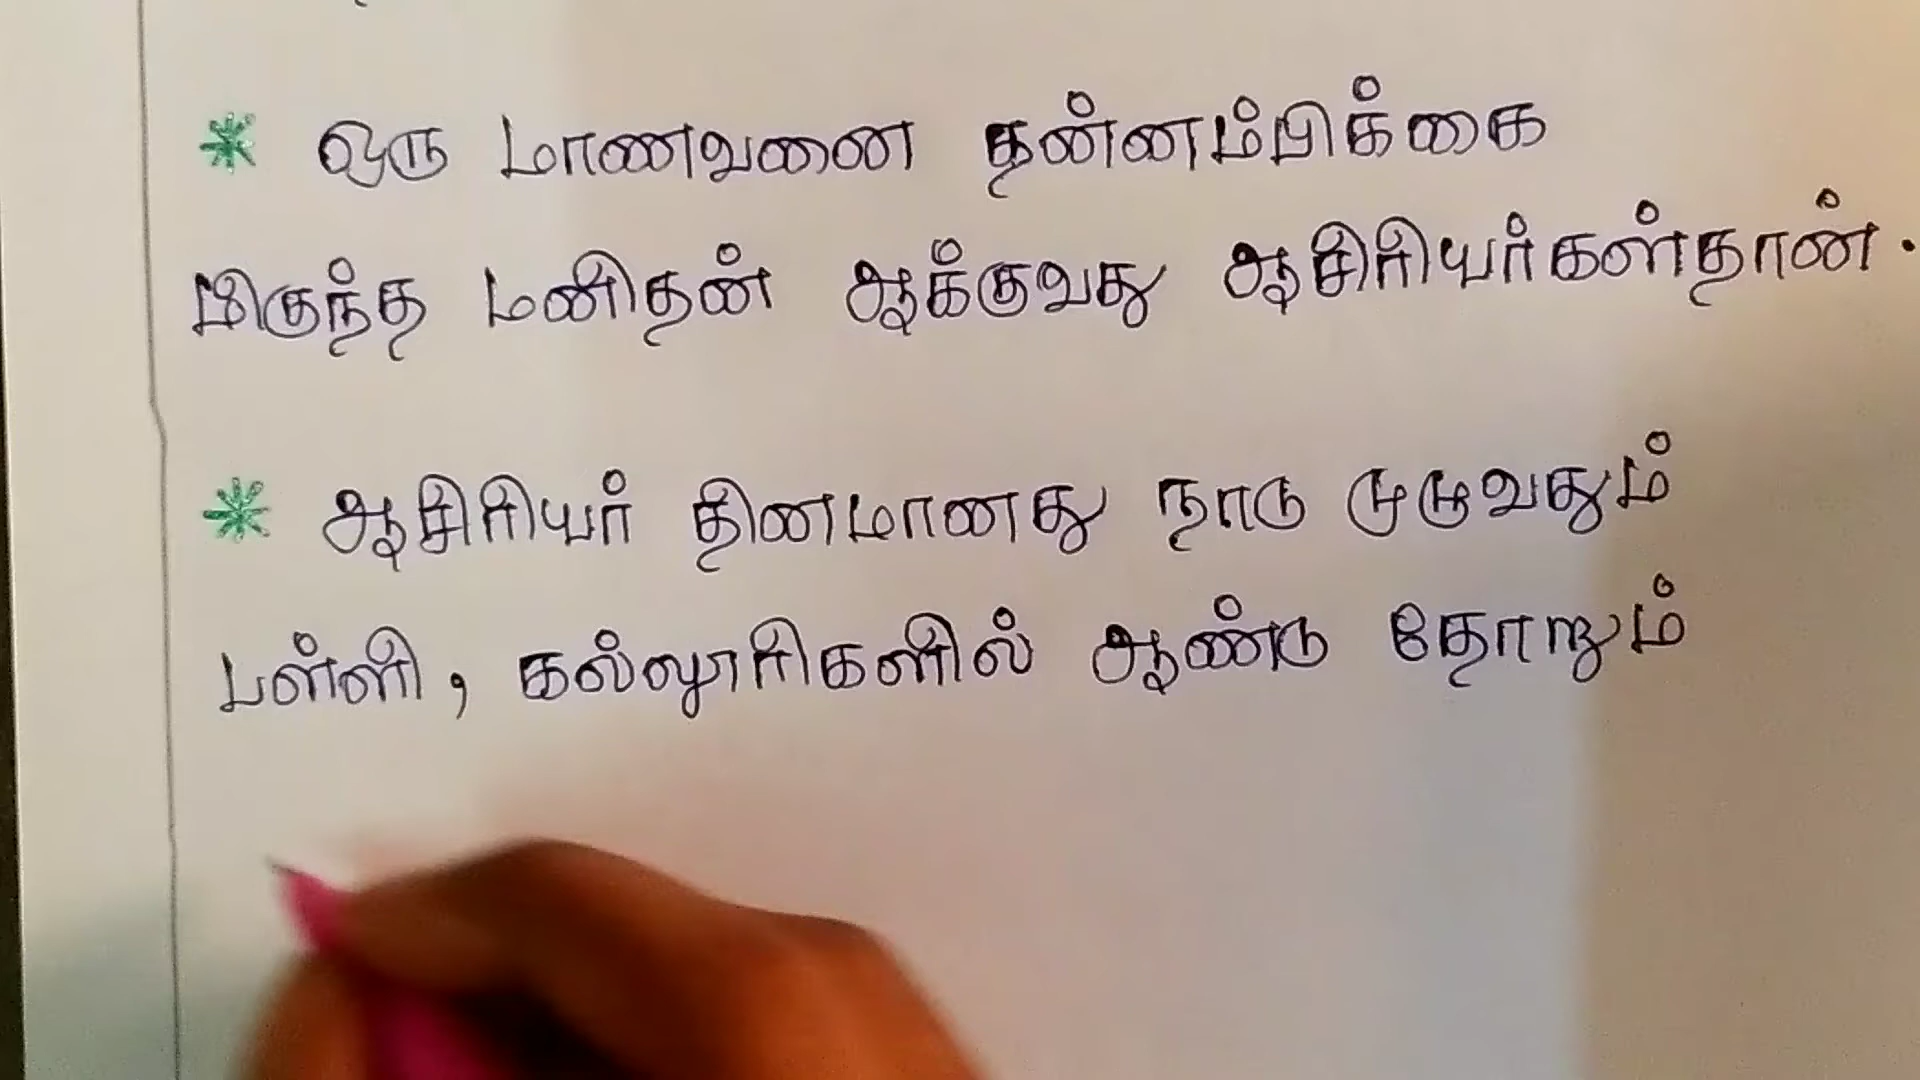 * ஒரு மாணவனை தன்னம்பிக்கை
மிகுந்த மனிதன் ஆக்குவது ஆசிரியர்கள்தான்.
* ஆசிரியர் தினமானது நாடு முழுவதும்
பள்ளி, கல்லூரிகளில் ஆண்டு தோறும்